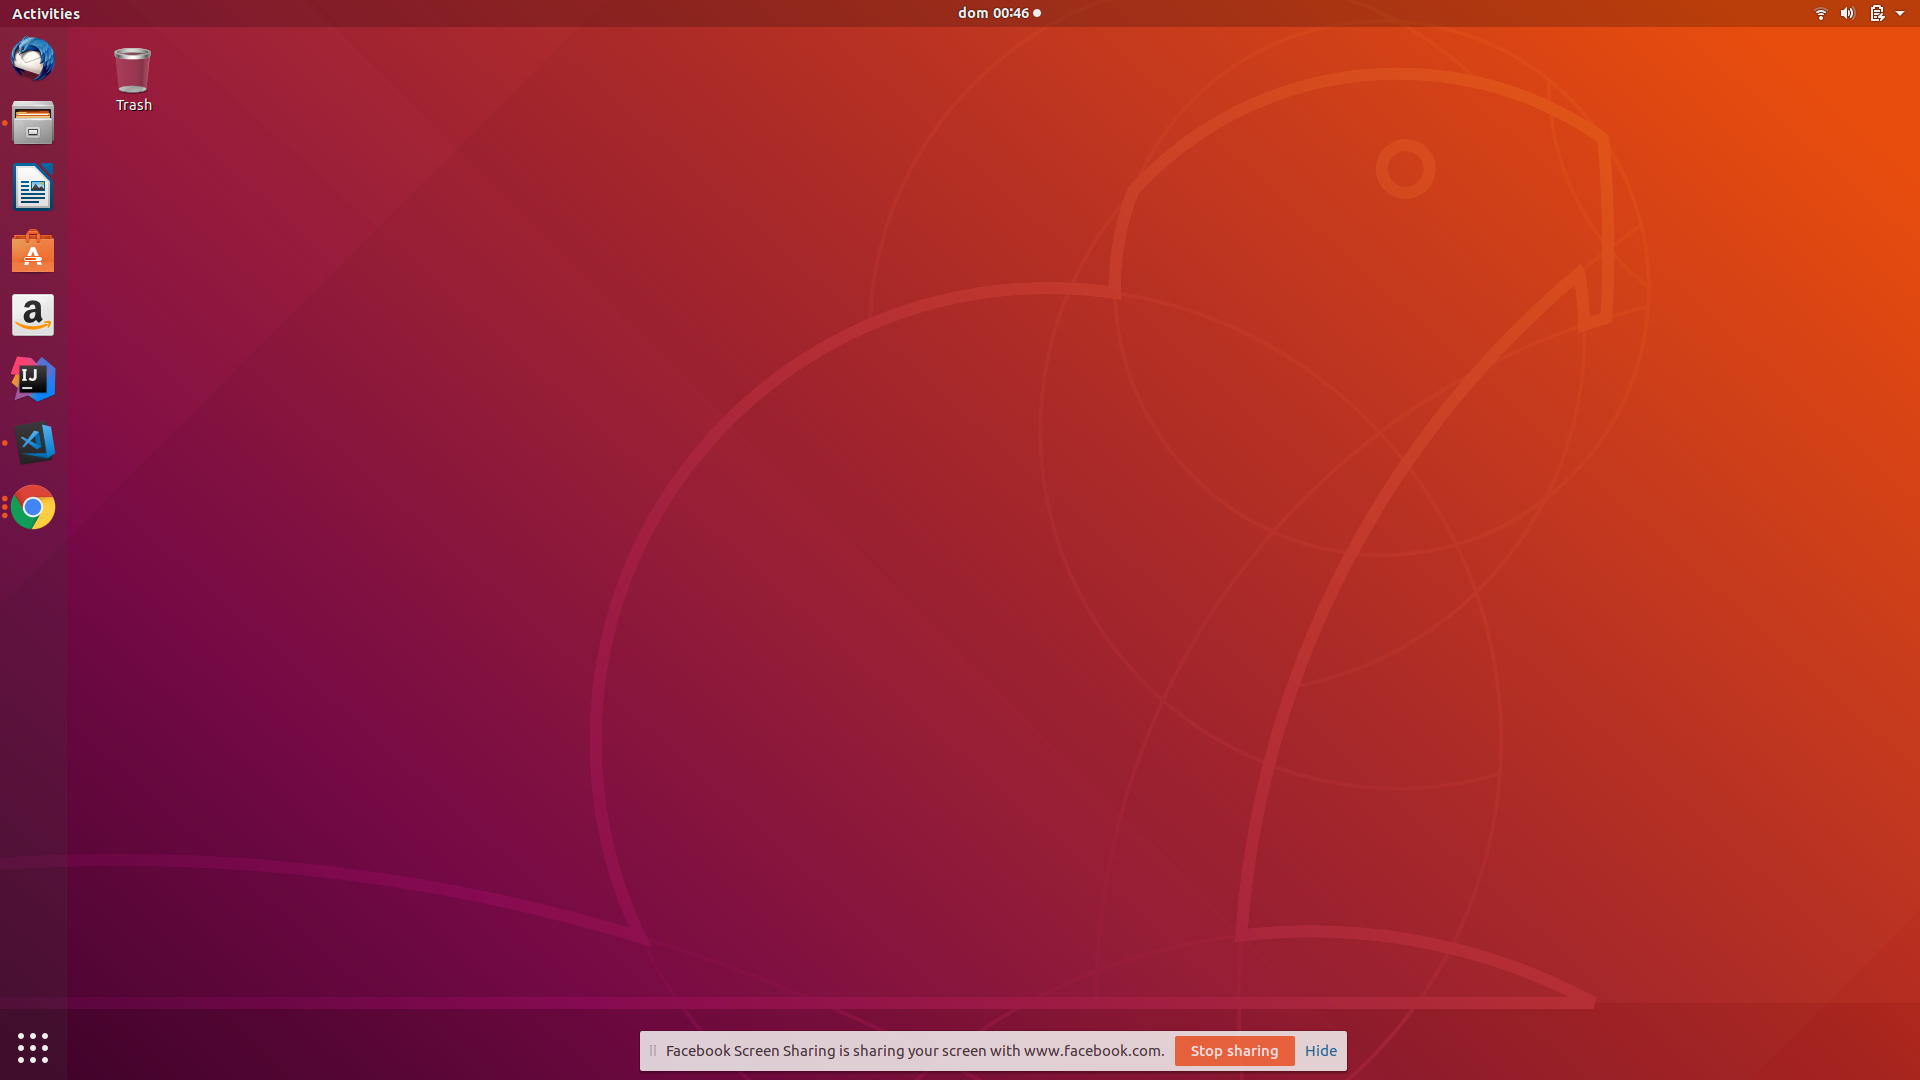 Activities
dom 00:46
Trash
A
a
IJ
Facebook Screen Sharing is sharing your screen with www.facebook.com.
Stop sharing
Hide